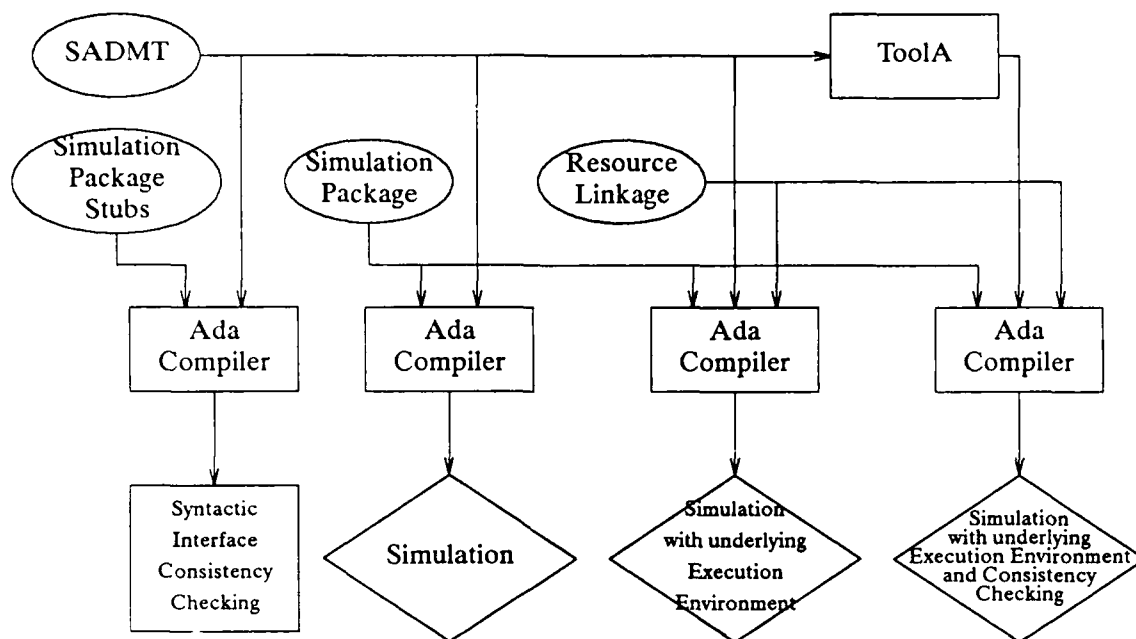 SADMT
ToolA
Simulation
Package
Stubs
Simulation
Package
Resource
Linkage
Ada
Compiler
Ada
Compiler
Ada
Compiler
Ada
Compiler
Syntactic
Interface
Consistency
Checking
Simulation
Simulation
with underlying
Execution
Environment
Simulation
with underlying
Execution Environment
and Consistency
Checking